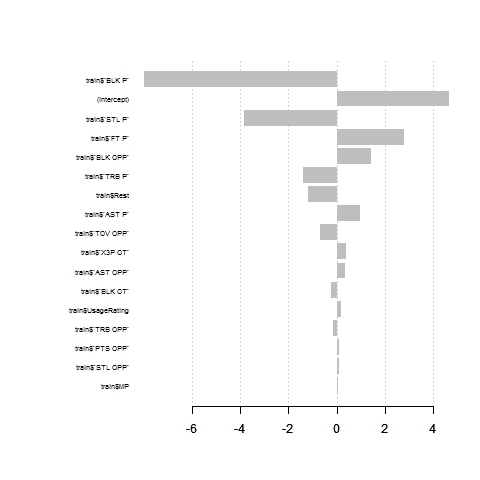 train$`BLK P`
(Intercept)
train$`STL P`
train$`FT P`
train$`BLK OPP`
train$`TRB P`
train$Rest
train$`AST P`
train$`TOV OPP`
train$`X3P OT`
train$`AST OPP`
train$`BLK OT`
train$UsageRating
train$`TRB OPP`
train$`PTS OPP`
train$`STL OPP`
train$MP
-6 -4 -2 0 2 4